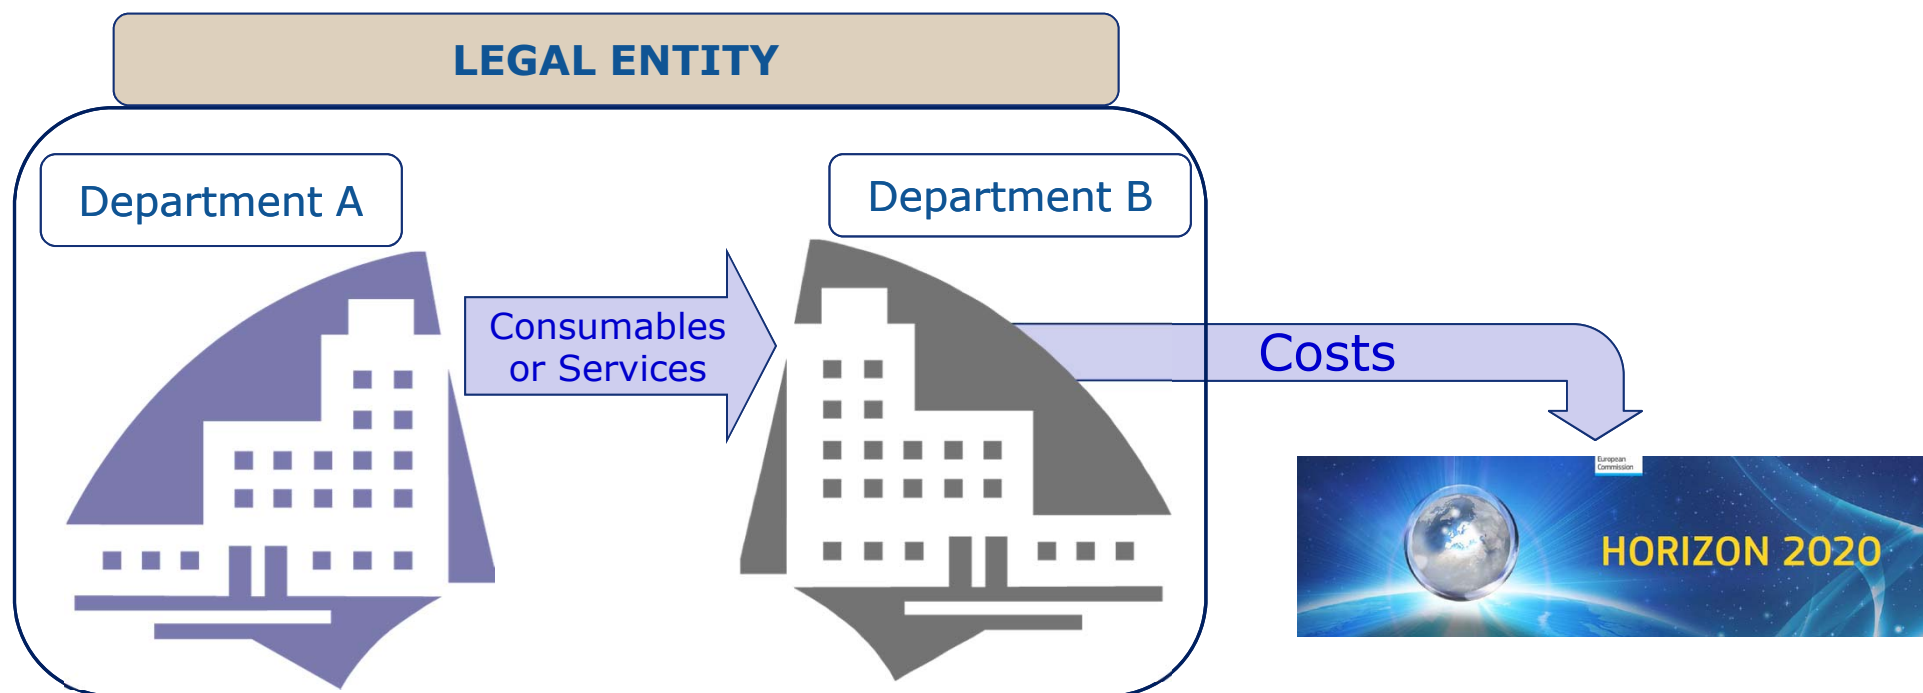 LEGAL ENTITY
Department A
Department B
Consumables
or Services
Costs
European
Commission
HORIZON 2020